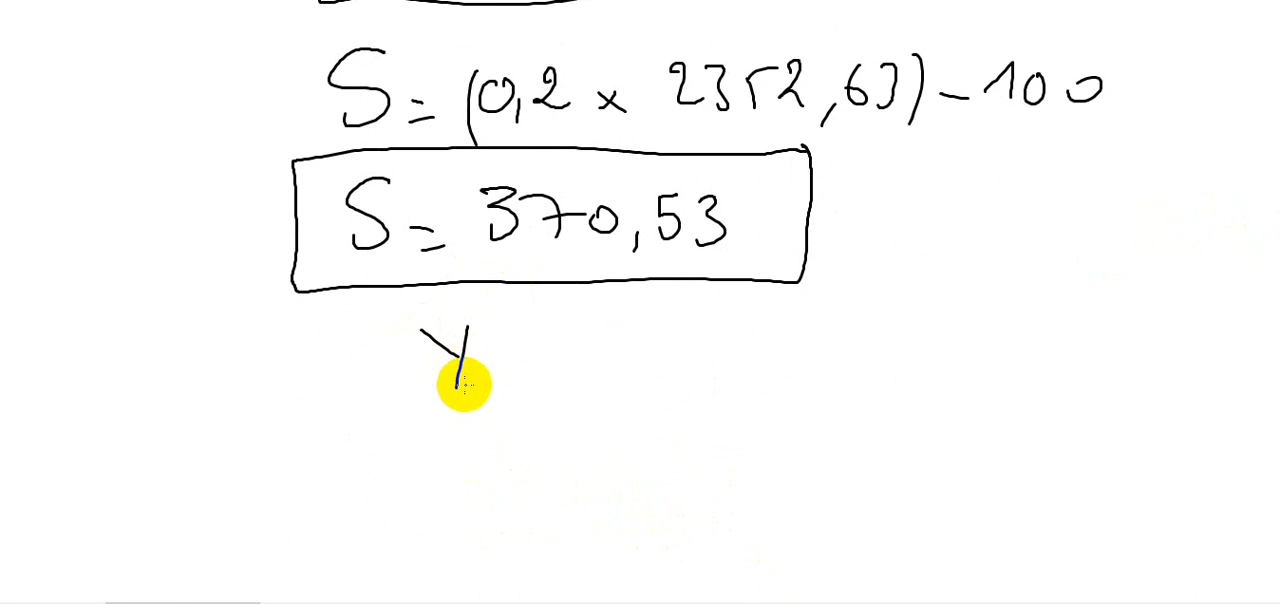 S = (0,2 × 2352,63) - 100
S = 370,53
Y